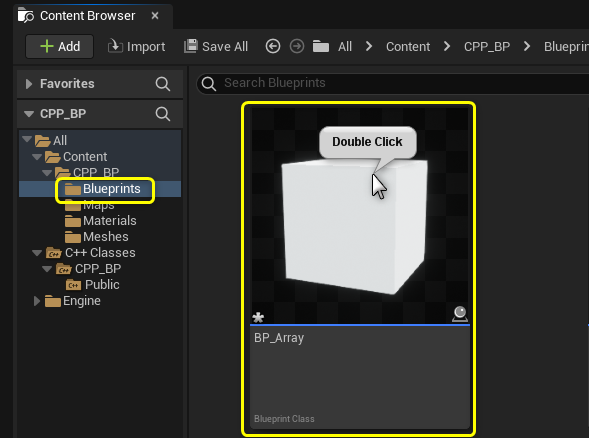 Content Browser
Add
Import
Save All
All
Content
CPP_BP
Blueprin
Favorites
Search Blueprints
CPP_BP
All
Content
CPP_BP
Blueprints
Maps
Materials
Meshes
C++ Classes
CPP_BP
Public
Engine
Double Click
BP_Array
Blueprint Class